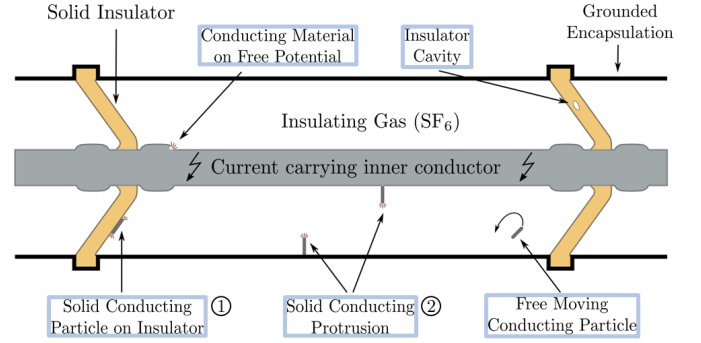 Solid Insulator
Conducting Material
on Free Potential
Insulator
Cavity
Grounded
Encapsulation
Insulating Gas (SF₆)
Current carrying inner conductor
Solid Conducting
Particle on Insulator
①
Solid Conducting
Protrusion
②
Free Moving
Conducting Particle